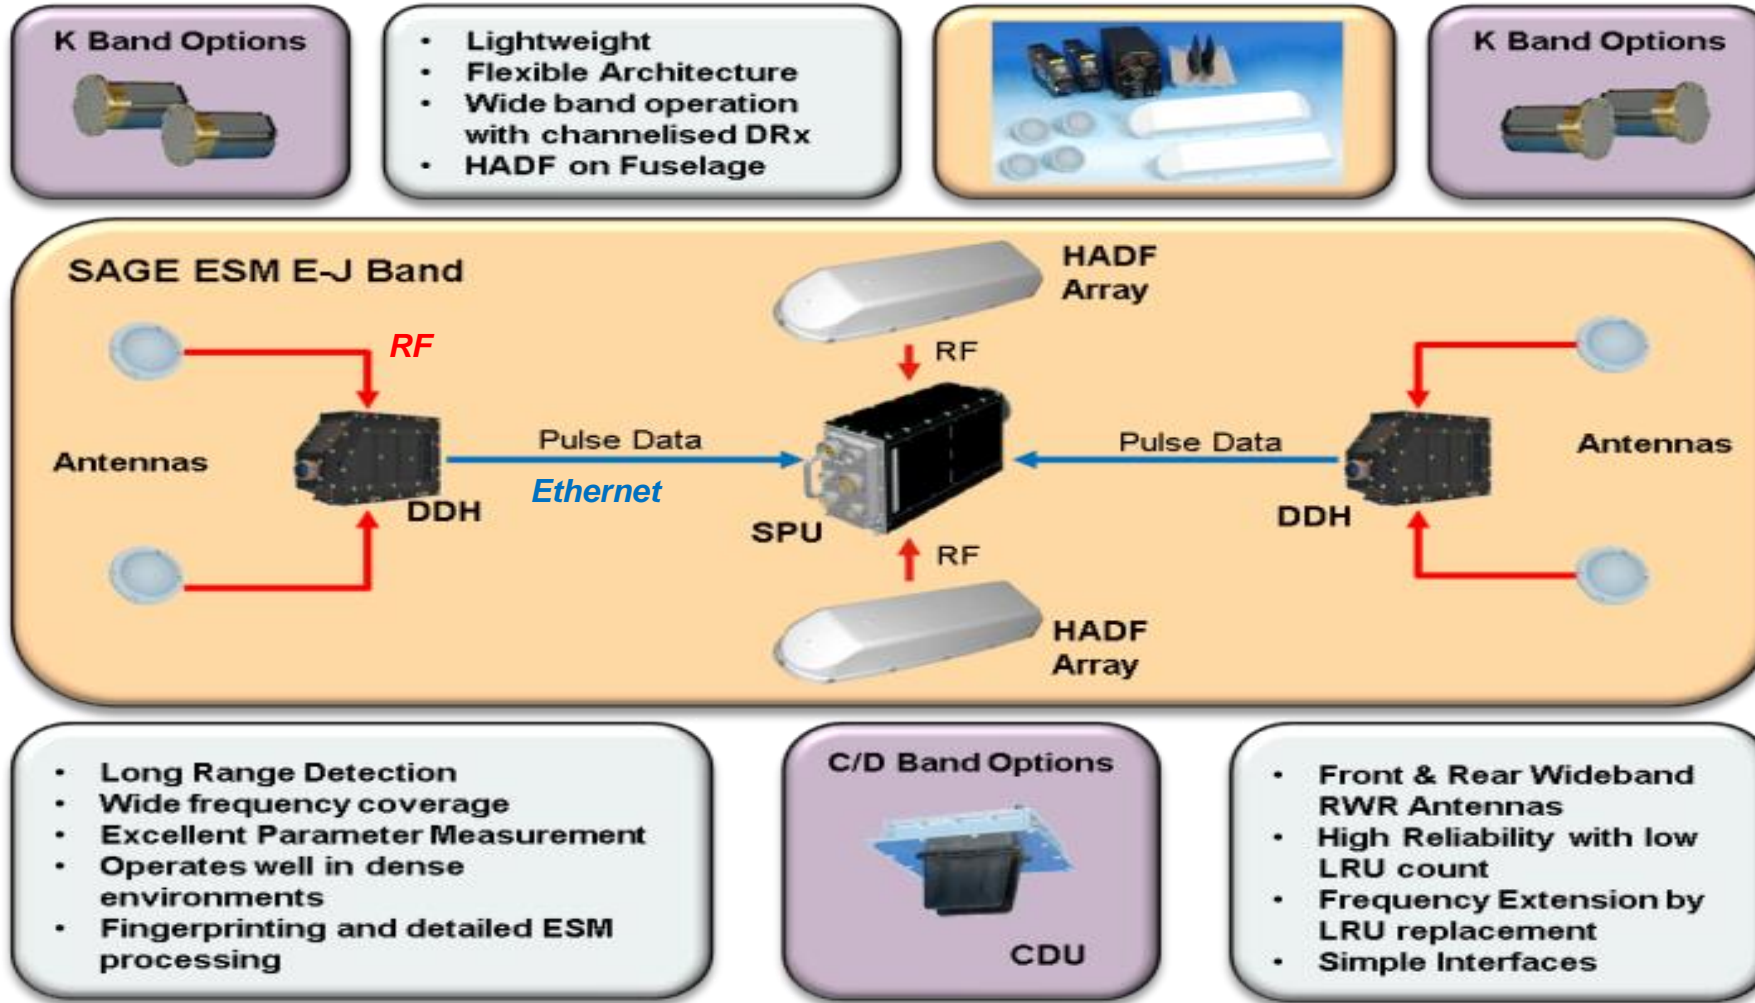 K Band Options
• Lightweight
• Flexible Architecture
• Wide band operation
with channelised DRx
• HADF on Fuselage
K Band Options
SAGE ESM E-J Band
HADF
Array
RF
RF
Pulse Data
Pulse Data
Antennas
Antennas
Ethernet
DDH
SPU
DDH
RF
HADF
Array
• Long Range Detection
• Wide frequency coverage
• Excellent Parameter Measurement
• Operates well in dense
environments
• Fingerprinting and detailed ESM
processing
C/D Band Options
CDU
• Front & Rear Wideband
RWR Antennas
• High Reliability with low
LRU count
• Frequency Extension by
LRU replacement
• Simple Interfaces